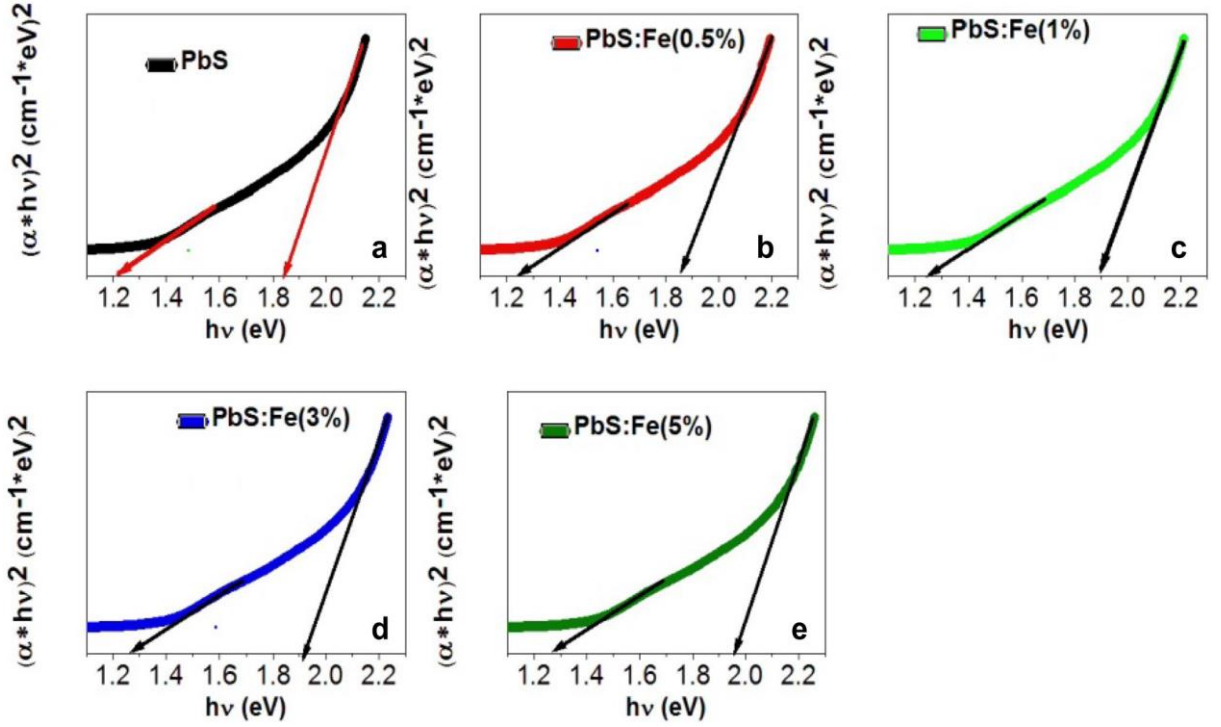 (α*hν)2 (cm-1*eV)2
PbS
a
1.2 1.4 1.6 1.8 2.0 2.2
hν (eV)
(α*hν)2 (cm-1*eV)2
PbS:Fe(0.5%)
b
1.2 1.4 1.6 1.8 2.0 2.2
hν (eV)
(α*hν)2 (cm-1*eV)2
PbS:Fe(1%)
c
1.2 1.4 1.6 1.8 2.0 2.2
hν (eV)
(α*hν)2 (cm-1*eV)2
PbS:Fe(3%)
d
1.2 1.4 1.6 1.8 2.0 2.2
hν (eV)
(α*hν)2 (cm-1*eV)2
PbS:Fe(5%)
e
1.2 1.4 1.6 1.8 2.0 2.2
hν (eV)